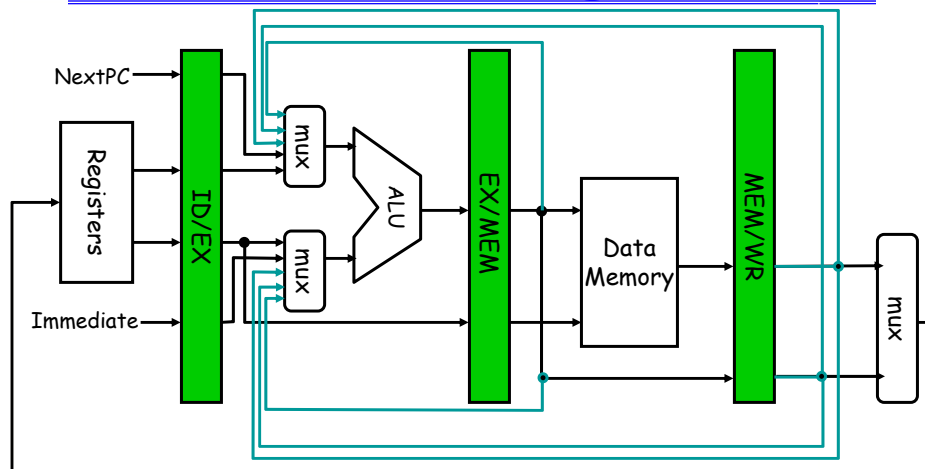 NextPC
mux
Registers
ID/EX
ALU
EX/MEM
MEM/WR
Data
Memory
mux
mux
Immediate